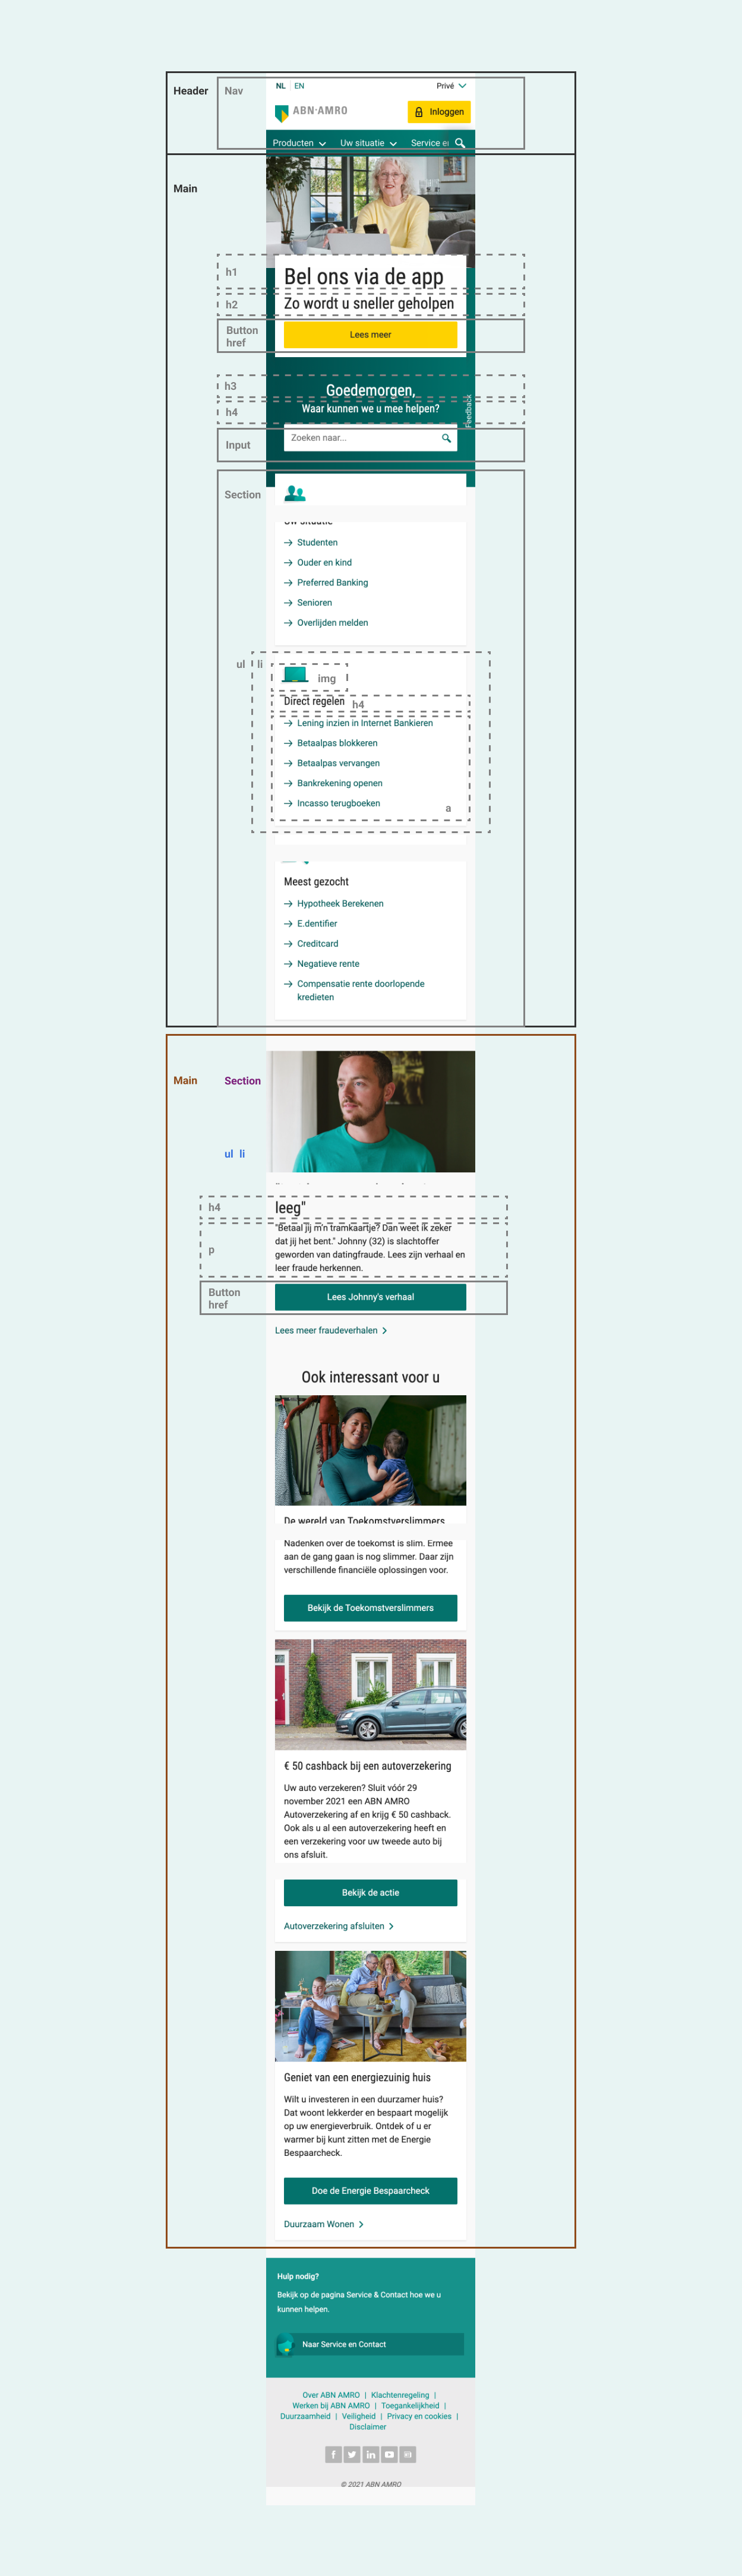 Header
Nav
NL EN
Privé
ABN·AMRO
Inloggen
Producten
Uw situatie
Service e
Main
h1
Bel ons via de app
h2
Zo wordt u sneller geholpen
Button
href
Lees meer
h3
Goedemorgen,
h4
Waar kunnen we u mee helpen?
Feedback
Input
Zoeken naar...
Section
Uw situatie
Studenten
Ouder en kind
Preferred Banking
Senioren
Overlijden melden
ul li
img
Direct regelen
h4
Lening inzien in Internet Bankieren
Betaalpas blokkeren
Betaalpas vervangen
Bankrekening openen
Incasso terugboeken
a
Meest gezocht
Hypotheek Berekenen
E.dentifier
Creditcard
Negatieve rente
Compensatie rente doorlopende
kredieten
Main
Section
ul li
h4
leeg"
p
"Betaal jij m'n tramkaartje? Dan weet ik zeker
dat jij het bent." Johnny (32) is slachtoffer
geworden van datingfraude. Lees zijn verhaal en
leer fraude herkennen.
Button
href
Lees Johnny's verhaal
Lees meer fraudeverhalen
Ook interessant voor u
De wereld van Toekomstverslimmers
Nadenken over de toekomst is slim. Ermee
aan de gang gaan is nog slimmer. Daar zijn
verschillende financiële oplossingen voor.
Bekijk de Toekomstverslimmers
€ 50 cashback bij een autoverzekering
Uw auto verzekeren? Sluit vóór 29
november 2021 een ABN AMRO
Autoverzekering af en krijg € 50 cashback.
Ook als u al een autoverzekering heeft en
een verzekering voor uw tweede auto bij
ons afsluit.
Bekijk de actie
Autoverzekering afsluiten
Geniet van een energiezuinig huis
Wilt u investeren in een duurzamer huis?
Dat woont lekkerder en bespaart mogelijk
op uw energieverbruik. Ontdek of u er
warmer bij kunt zitten met de Energie
Bespaarcheck.
Doe de Energie Bespaarcheck
Duurzaam Wonen
Hulp nodig?
Bekijk op de pagina Service & Contact hoe we u
kunnen helpen.
Naar Service en Contact
Over ABN AMRO | Klachtenregeling |
Werken bij ABN AMRO | Toegankelijkheid |
Duurzaamheid | Veiligheid | Privacy en cookies |
Disclaimer
© 2021 ABN AMRO